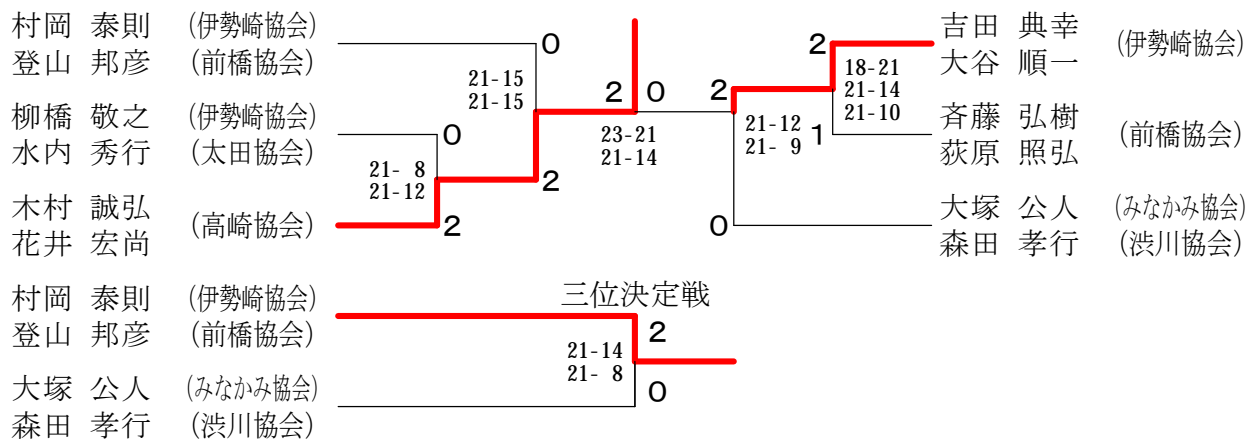 村岡 泰則 (伊勢崎協会)
登山 邦彦 (前橋協会)
0
21-15
21-15
柳橋 敬之 (伊勢崎協会)
水内 秀行 (太田協会)
0
21- 8
21-12
2
木村 誠弘
花井 宏尚
(高崎協会)
2
2 0
23-21
21-14
吉田 典幸
大谷 順一
(伊勢崎協会)
2
18-21
21-14
21-10
2
21-12
21- 9
1
斉藤 弘樹
荻原 照弘
(前橋協会)
大塚 公人 (みなかみ協会)
森田 孝行 (渋川協会)
0
三位決定戦
村岡 泰則 (伊勢崎協会)
登山 邦彦 (前橋協会)
2
21-14
21- 8
0
大塚 公人 (みなかみ協会)
森田 孝行 (渋川協会)